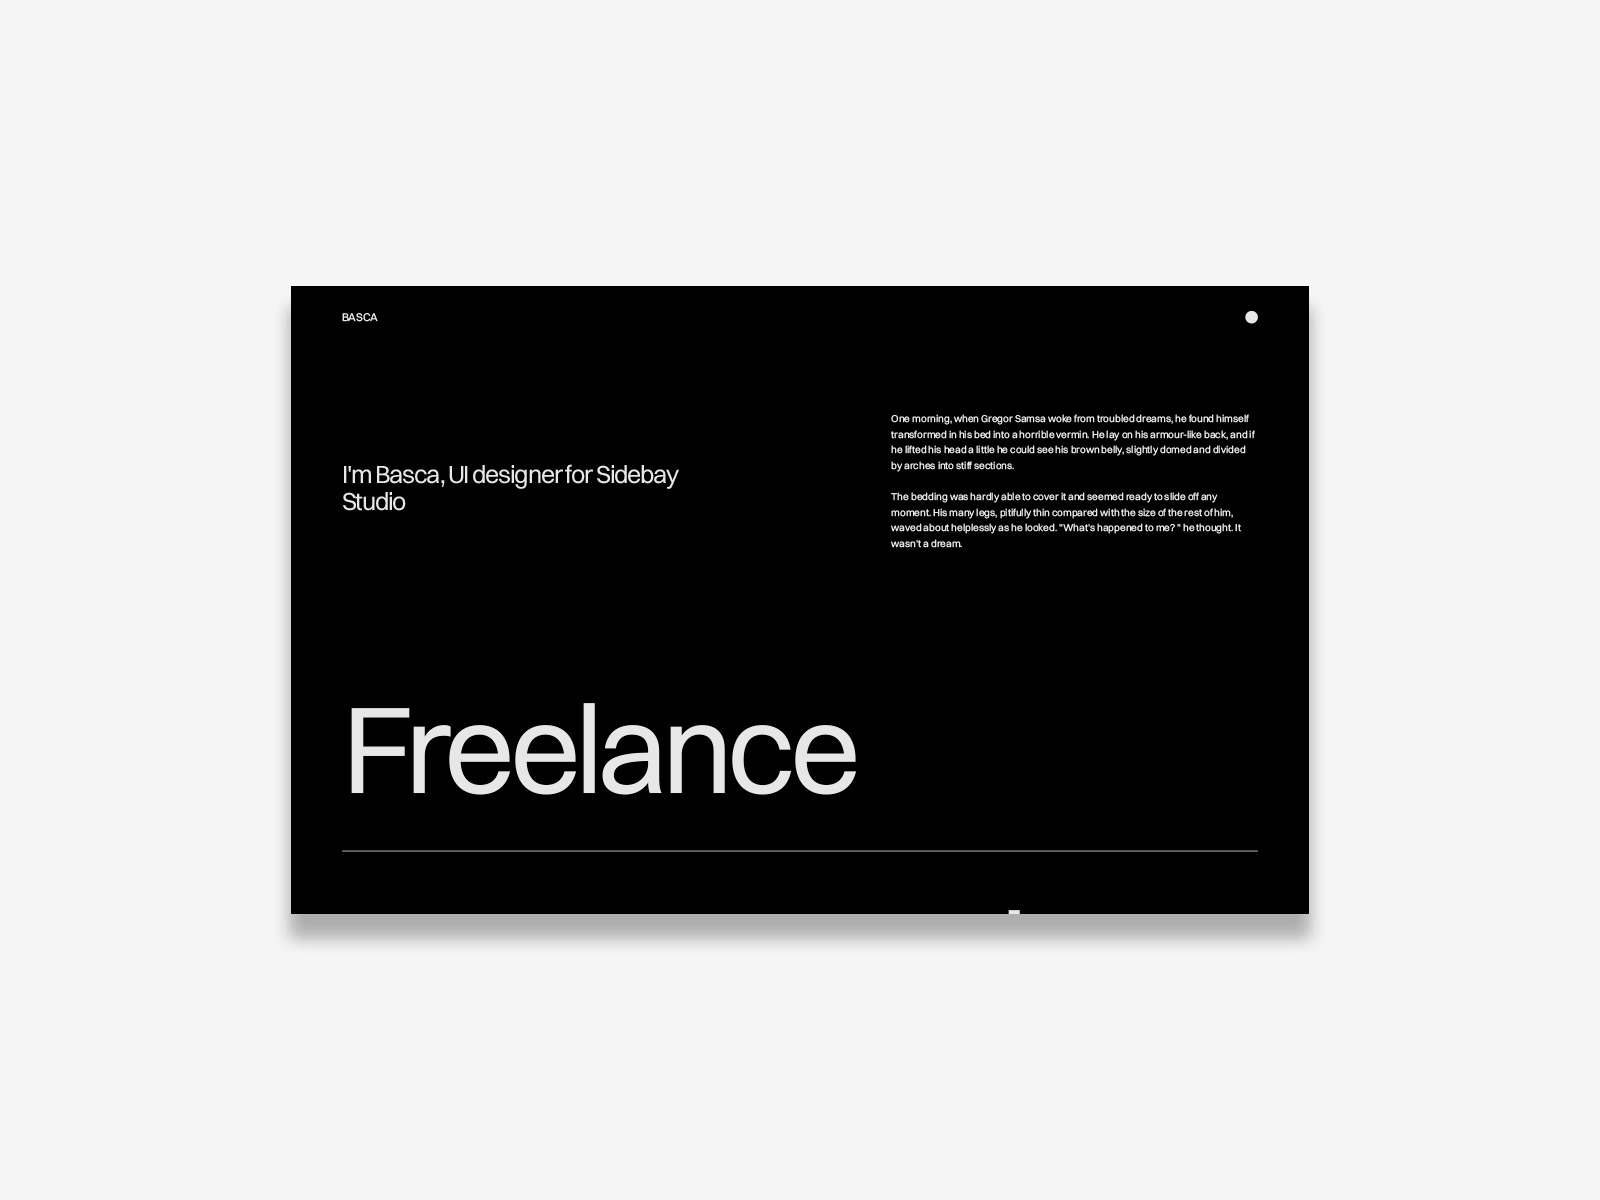 BASCA
I'm Basca, UI designer for Sidebay
Studio
One morning, when Gregor Samsa woke from troubled dreams, he found himself
transformed in his bed into a horrible vermin. He lay on his armour-like back, and if
he lifted his head a little he could see his brown belly, slightly domed and divided
by arches into stiff sections.
The bedding was hardly able to cover it and seemed ready to slide off any
moment. His many legs, pitifully thin compared with the size of the rest of him,
waved about helplessly as he looked. "What's happened to me? " he thought. It
wasn't a dream.
Freelance